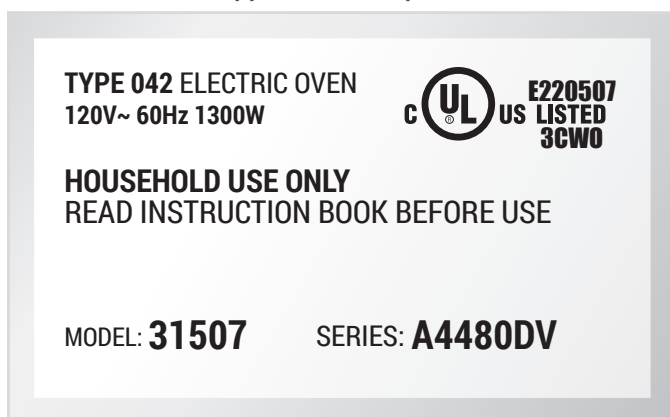 TYPE 042 ELECTRIC OVEN
120V~ 60Hz 1300W
C UL ® US
E220507
LISTED
3CW0
HOUSEHOLD USE ONLY
READ INSTRUCTION BOOK BEFORE USE
MODEL: 31507 SERIES: A4480DV